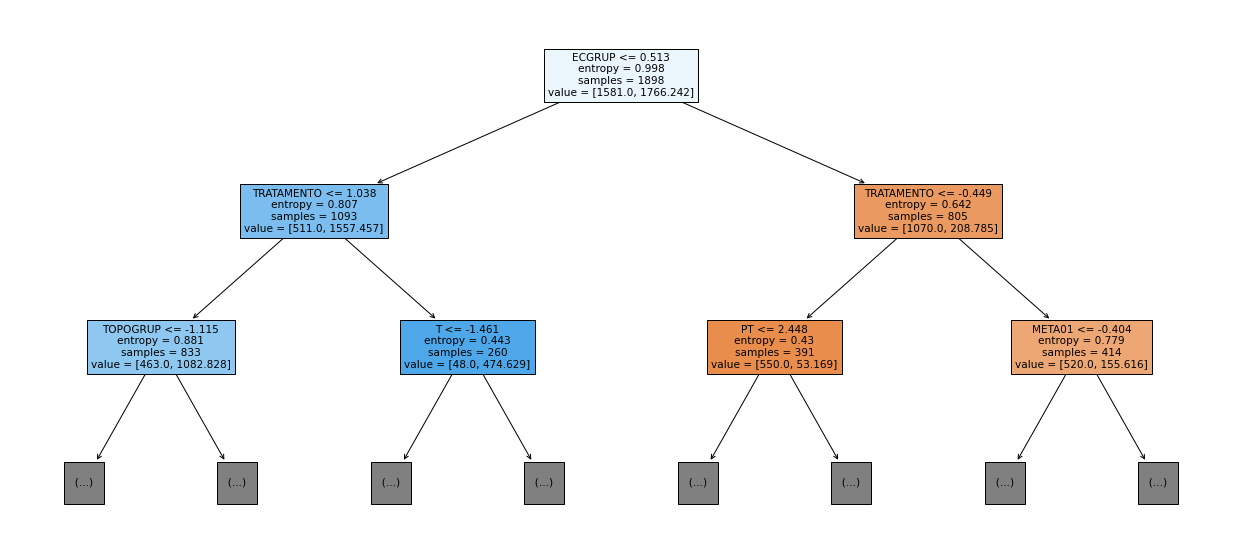 ECGRUP <= 0.513
entropy = 0.998
samples = 1898
value = [1581.0, 1766.242]
TRATAMENTO <= 1.038
entropy = 0.807
samples = 1093
value = [511.0, 1557.457]
TRATAMENTO <= -0.449
entropy = 0.642
samples = 805
value = [1070.0, 208.785]
TOPOGRUP <= -1.115
entropy = 0.881
samples = 833
value = [463.0, 1082.828]
T <= -1.461
entropy = 0.443
samples = 260
value = [48.0, 474.629]
PT <= 2.448
entropy = 0.43
samples = 391
value = [550.0, 53.169]
META01 <= -0.404
entropy = 0.779
samples = 414
value = [520.0, 155.616]
(...)
(...)
(...)
(...)
(...)
(...)
(...)
(...)